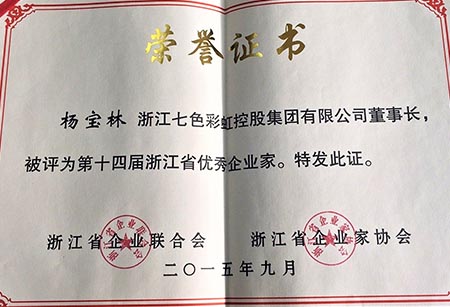 荣誉证书
杨宝林 浙江七色彩虹控股集团有限公司董事长，
被评为第十四届浙江省优秀企业家。特发此证。
浙江省企业联合会 浙江省企业家协会
二〇一五年九月